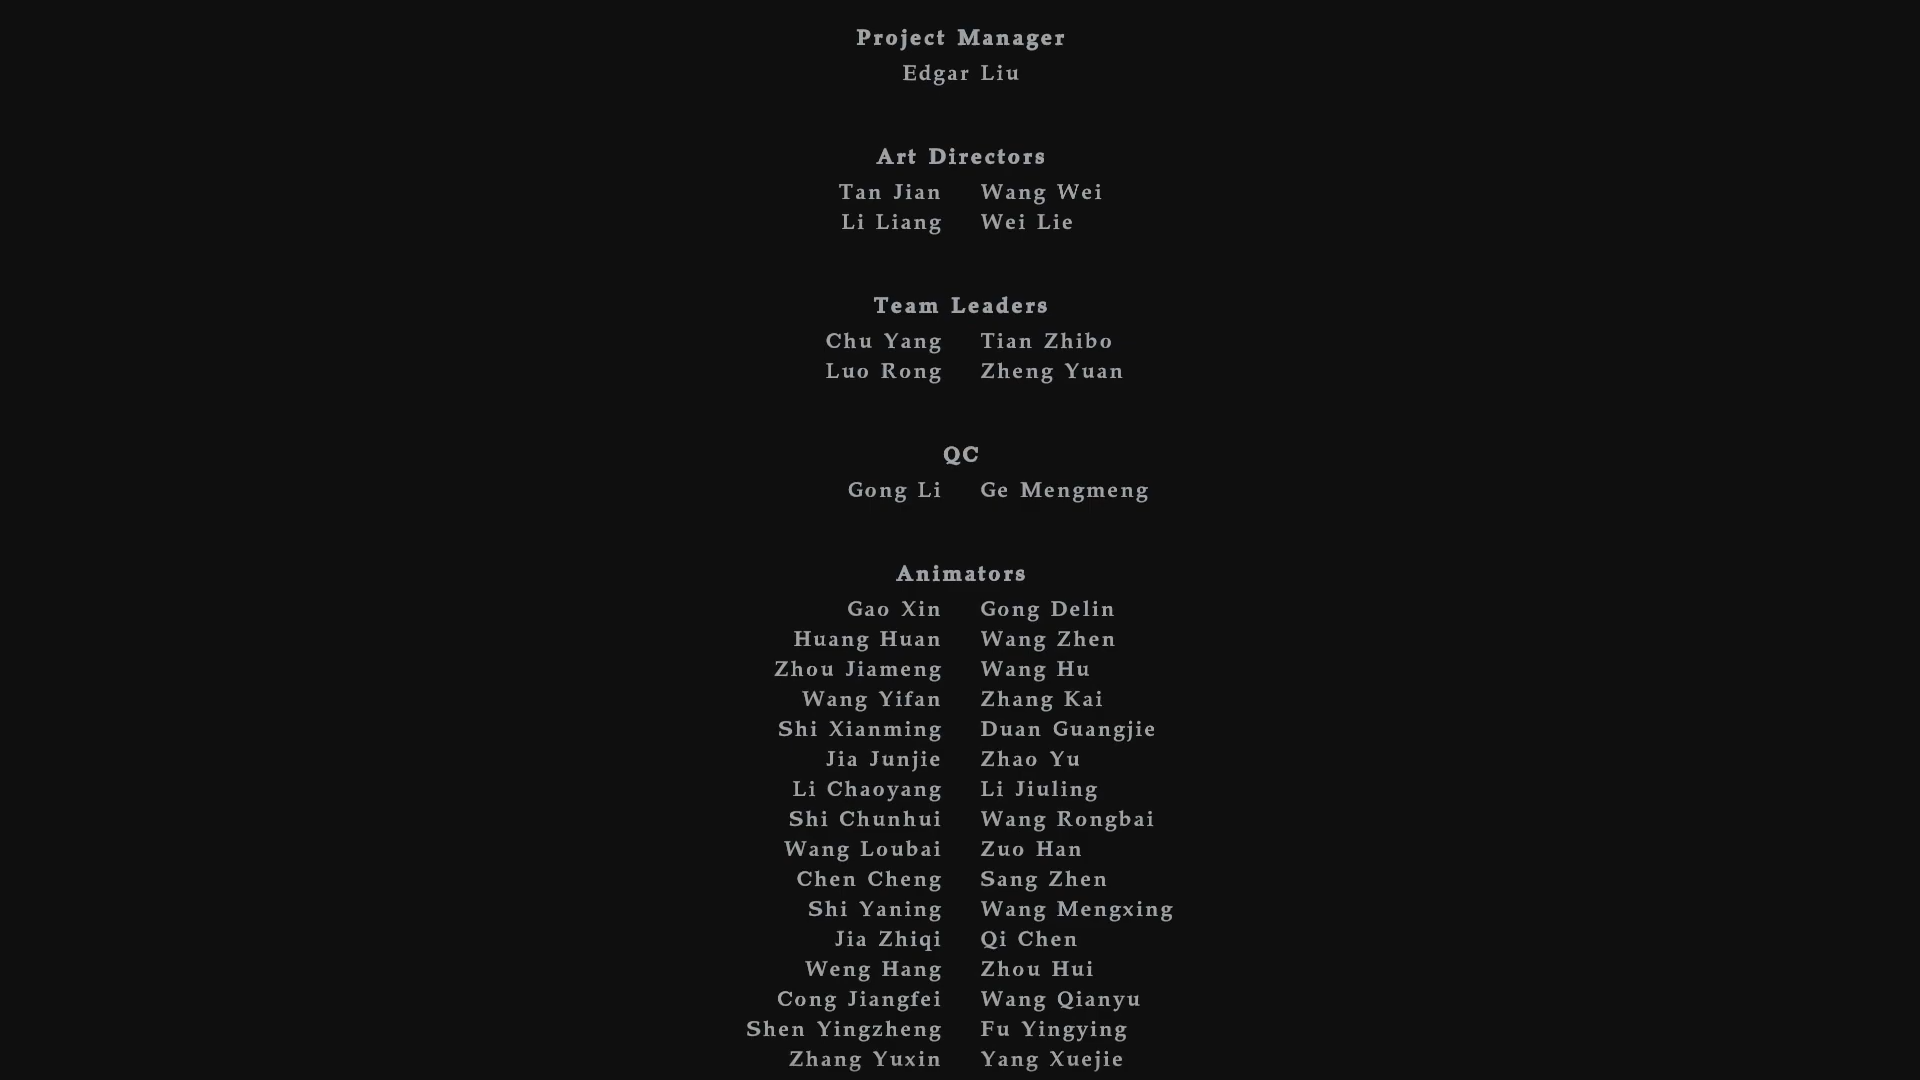 Project Manager
Edgar Liu
Art Directors
Tan Jian Wang Wei
Li Liang Wei Lie
Team Leaders
Chu Yang Tian Zhibo
Luo Rong Zheng Yuan
QC
Gong Li Ge Mengmeng
Animators
Gao Xin Gong Delin
Huang Huan Wang Zhen
Zhou Jiameng Wang Hu
Wang Yifan Zhang Kai
Shi Xianming Duan Guangjie
Jia Junjie Zhao Yu
Li Chaoyang Li Jiuling
Shi Chunhui Wang Rongbai
Wang Loubai Zuo Han
Chen Cheng Sang Zhen
Shi Yaning Wang Mengxing
Jia Zhiqi Qi Chen
Weng Hang Zhou Hui
Cong Jiangfei Wang Qianyu
Shen Yingzheng Fu Yingying
Zhang Yuxin Yang Xuejie